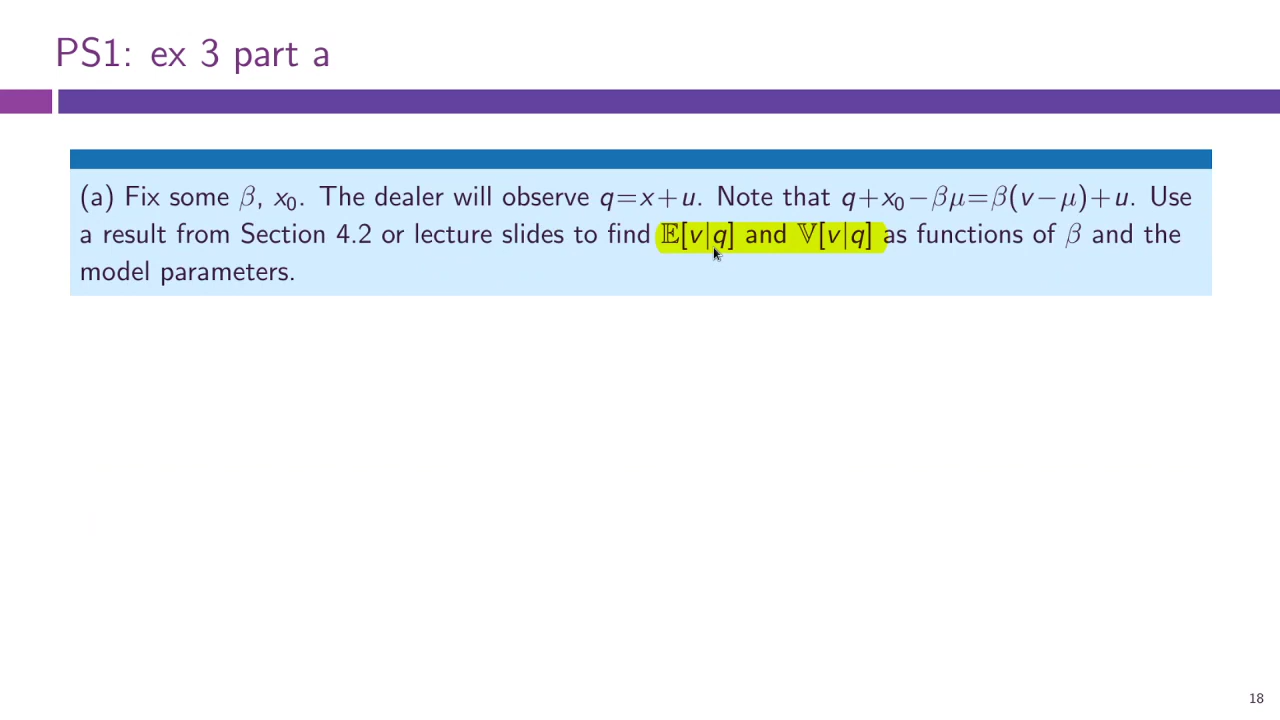 PS1: ex 3 part a
(a) Fix some β, x₀. The dealer will observe q=x+u. Note that q+x₀−βμ=β(v−μ)+u. Use
a result from Section 4.2 or lecture slides to find 𝔼[v|q] and 𝕍[v|q] as functions of β and the
model parameters.
18